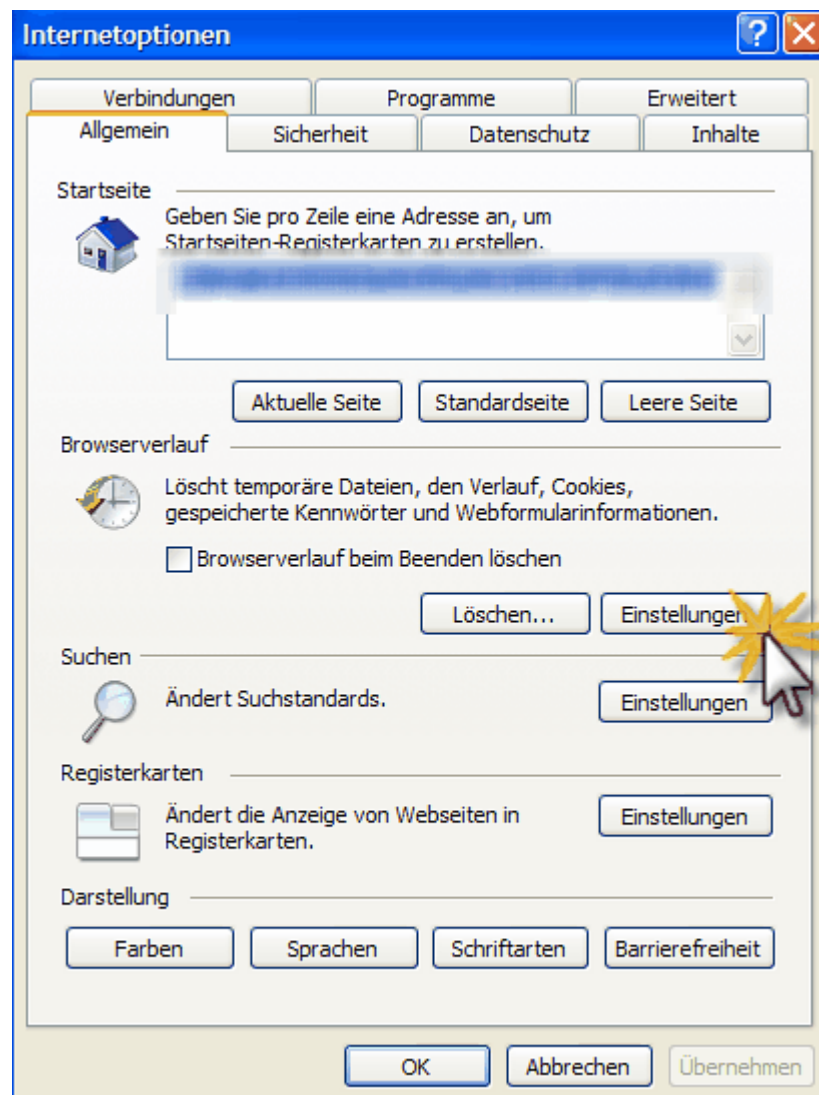 Internetoptionen
Verbindungen Programme Erweitert
Allgemein Sicherheit Datenschutz Inhalte
Startseite
Geben Sie pro Zeile eine Adresse an, um
Startseiten-Registerkarten zu erstellen.
Aktuelle Seite Standardseite Leere Seite
Browserverlauf
Löscht temporäre Dateien, den Verlauf, Cookies,
gespeicherte Kennwörter und Webformularinformationen.
Browserverlauf beim Beenden löschen
Löschen... Einstellungen
Suchen
Ändert Suchstandards. Einstellungen
Registerkarten
Ändert die Anzeige von Webseiten in Einstellungen
Registerkarten.
Darstellung
Farben Sprachen Schriftarten Barrierefreiheit
OK Abbrechen Übernehmen